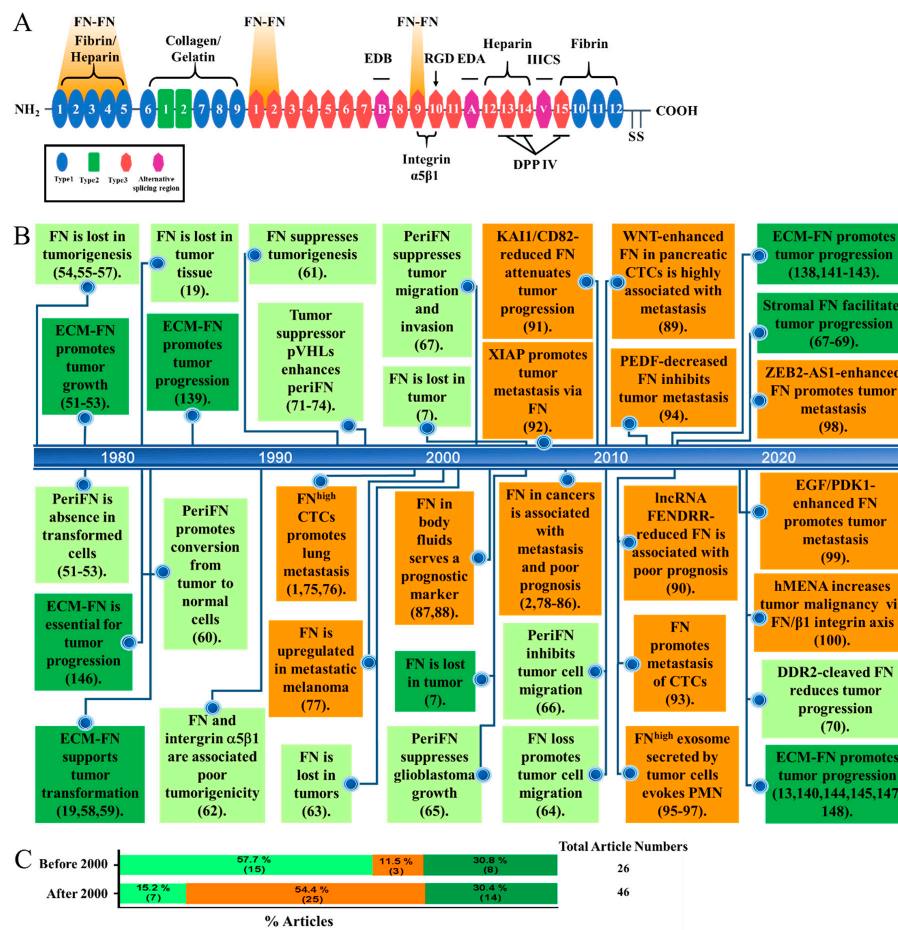 A
FN-FN
FN-FN
FN-FN
Fibrin/
Heparin
Collagen/
Gelatin
EDB
RGD
EDA
Heparin
IIICS
Fibrin
NH2
1 2 3 4 5 6 1 2 7 8 9 1 2 3 4 5 6 7 B 8 9 10 11 A 12 13 14 v 15 10 11 12
COOH
SS
Integrin
α5β1
DPP IV
Type1
Type2
Type3
Alternative
splicing region
B
FN is lost in
tumorigenesis
(54,55-57).
FN is lost in
tumor
tissue
(19).
FN suppresses
tumorigenesis
(61).
PeriFN
suppresses
tumor
migration
and
invasion
(67).
KAI1/CD82-
reduced FN
attenuates
tumor
progression
(91).
WNT-enhanced
FN in pancreatic
CTCs is highly
associated with
metastasis
(89).
ECM-FN promotes
tumor progression
(138,141-143).
Stromal FN facilitate
tumor progression
(67-69).
ECM-FN
promotes
tumor
growth
(51-53).
ECM-FN
promotes
tumor
progression
(139).
Tumor
suppressor
pVHLs
enhances
periFN
(71-74).
FN is lost in
tumor
(7).
XIAP promotes
tumor
metastasis via
FN
(92).
PEDF-decreased
FN inhibits
tumor metastasis
(94).
ZEB2-AS1-enhanced
FN promotes tumor
metastasis
(98).
1980
1990
2000
2010
2020
PeriFN is
absence in
transformed
cells
(51-53).
PeriFN
promotes
conversion
from
tumor to
normal
cells
(60).
FNhigh
CTCs
promotes
lung
metastasis
(1,75,76).
FN in
body
fluids
serves a
prognostic
marker
(87,88).
FN in cancers is
associated with
metastasis
and poor
prognosis
(2,78-86).
lncRNA
FENDRR-
reduced FN is
associated with
poor prognosis
(90).
EGF/PDK1-
enhanced FN
promotes tumor
metastasis
(99).
ECM-FN is
essential for
tumor
progression
(146).
FN is
upregulated
in metastatic
melanoma
(77).
FN is lost
in tumor
(7).
PeriFN
inhibits
tumor cell
migration
(66).
FN
promotes
metastasis
of CTCs
(93).
hMENA increases
tumor malignancy vi
FN/β1 integrin axis
(100).
DDR2-cleaved FN
reduces tumor
progression
(70).
ECM-FN
supports
tumor
transformation
(19,58,59).
FN and
intergrin α5β1
are associated
poor
tumorigenicity
(62).
FN is
lost in
tumors
(63).
PeriFN
suppresses
glioblastoma
growth
(65).
FN loss
promotes
tumor cell
migration
(64).
FNhigh exosome
secreted by
tumor cells
evokes PMN
(95-97).
ECM-FN promotes
tumor progression
(13,140,144,145,147
148).
C
Total Article Numbers
Before 2000
57.7 %
(15)
11.5 %
(3)
30.8 %
(8)
26
After 2000
15.2 %
(7)
54.4 %
(25)
30.4 %
(14)
46
% Articles